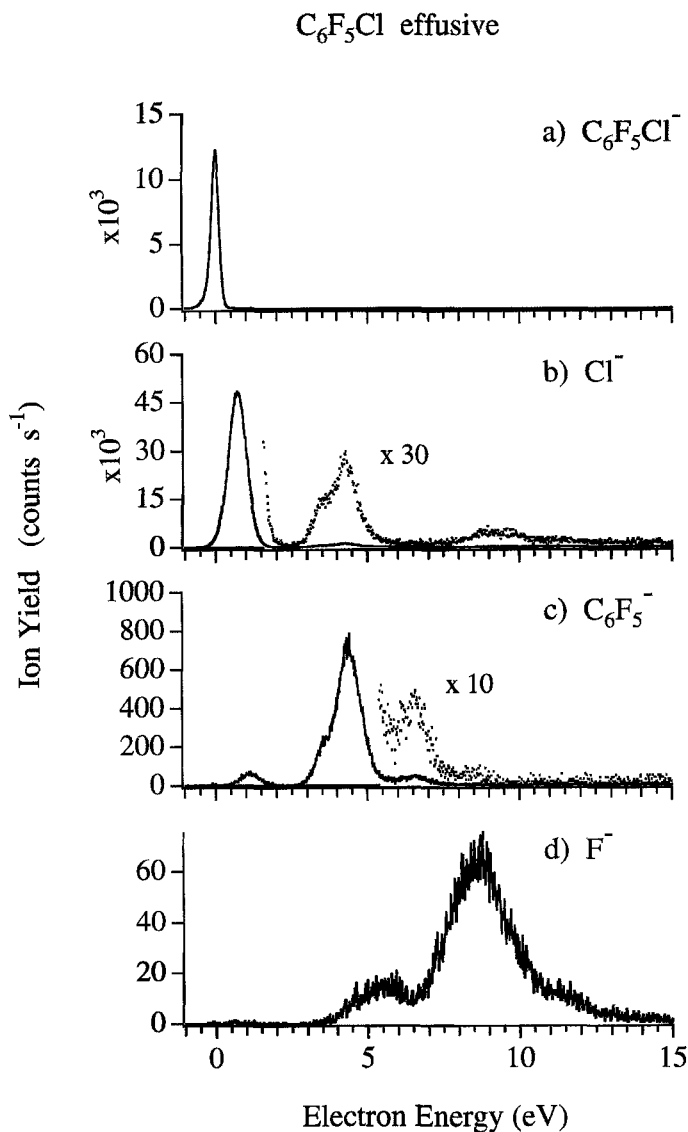 C₆F₅Cl effusive
a) C₆F₅Cl⁻
15
10
5
0
x10³
b) Cl⁻
60
45
30
15
0
x10³
x 30
c) C₆F₅⁻
1000
800
600
400
200
0
x 10
d) F⁻
60
40
20
0
0 5 10 15
Ion Yield (counts s⁻¹)
Electron Energy (eV)